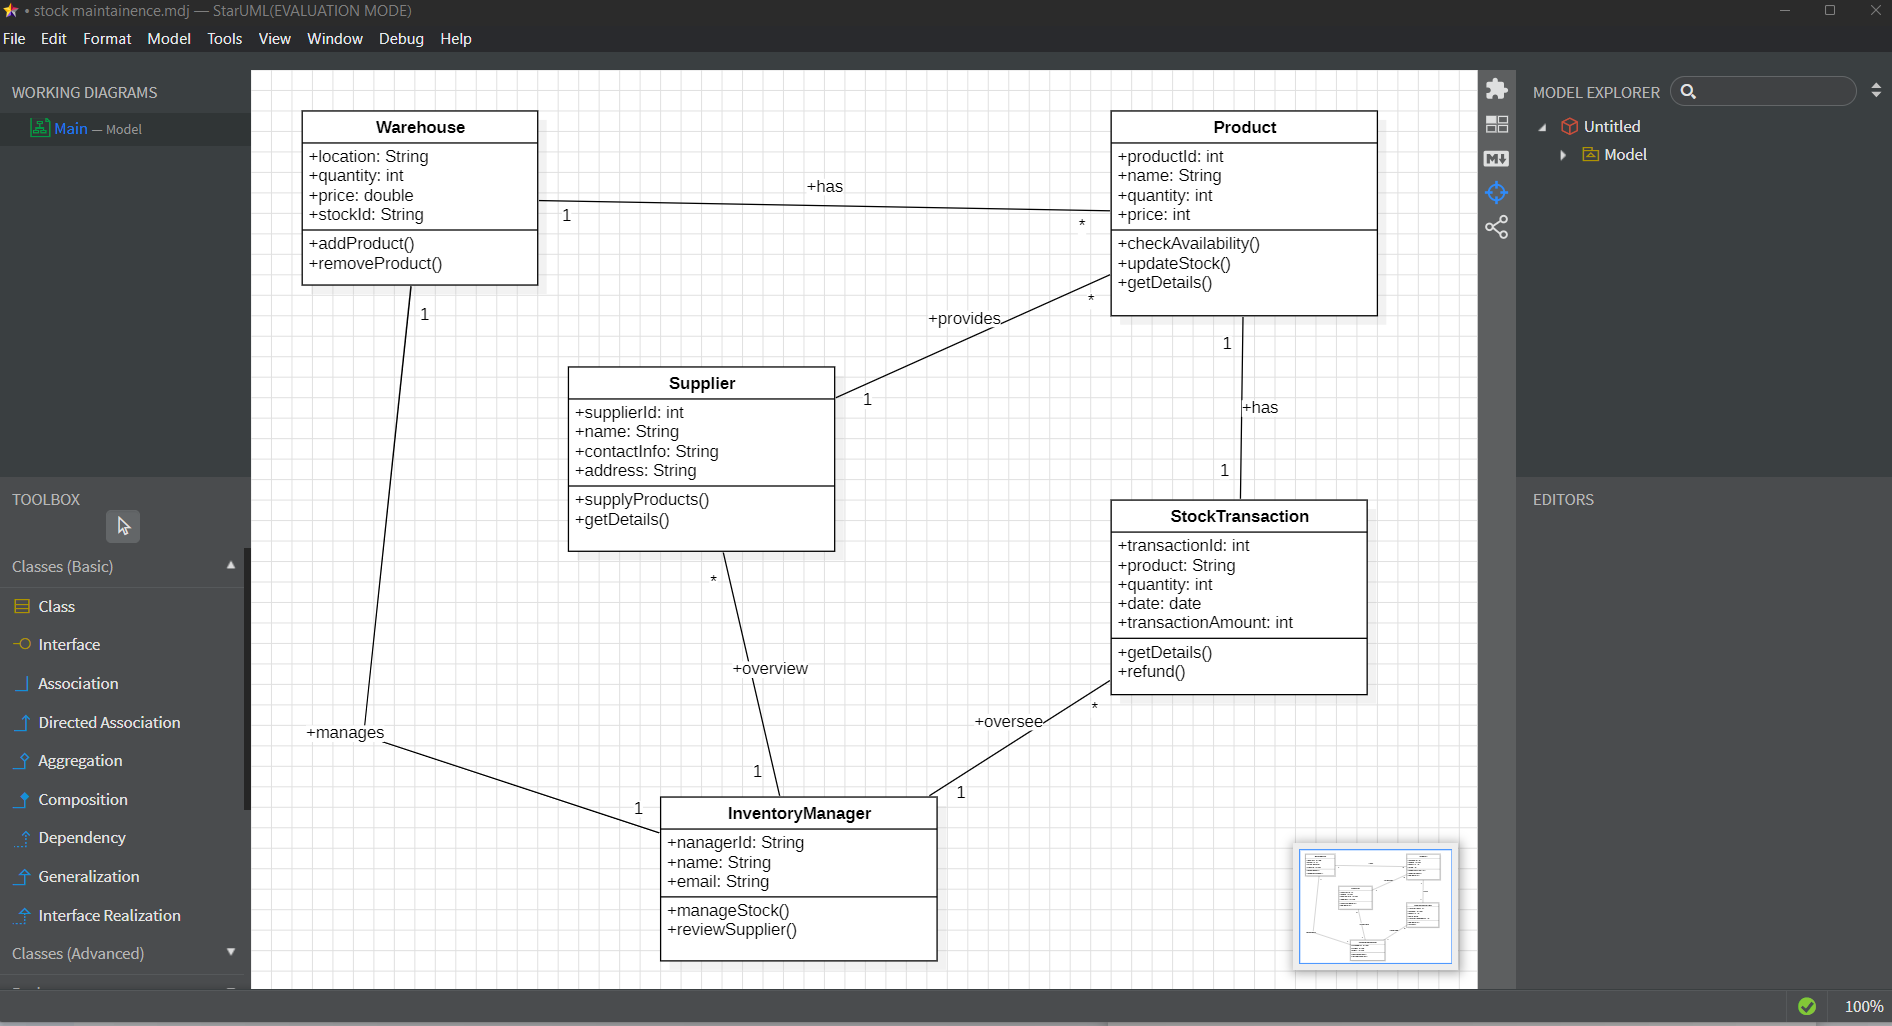 • stock maintainence.mdj — StarUML(EVALUATION MODE)
File Edit Format Model Tools View Window Debug Help
WORKING DIAGRAMS
Main — Model
TOOLBOX
Classes (Basic)
Class
Interface
Association
Directed Association
Aggregation
Composition
Dependency
Generalization
Interface Realization
Classes (Advanced)
Warehouse
+location: String
+quantity: int
+price: double
+stockId: String
+addProduct()
+removeProduct()
+has
1
*
Product
+productId: int
+name: String
+quantity: int
+price: int
+checkAvailability()
+updateStock()
+getDetails()
1
+provides
*
1
Supplier
+supplierId: int
+name: String
+contactInfo: String
+address: String
+supplyProducts()
+getDetails()
1
+has
1
StockTransaction
+transactionId: int
+product: String
+quantity: int
+date: date
+transactionAmount: int
+getDetails()
+refund()
*
+overview
1
+manages
1
+oversee
*
1
InventoryManager
+nanagerId: String
+name: String
+email: String
+manageStock()
+reviewSupplier()
MODEL EXPLORER
Untitled
Model
EDITORS
100%